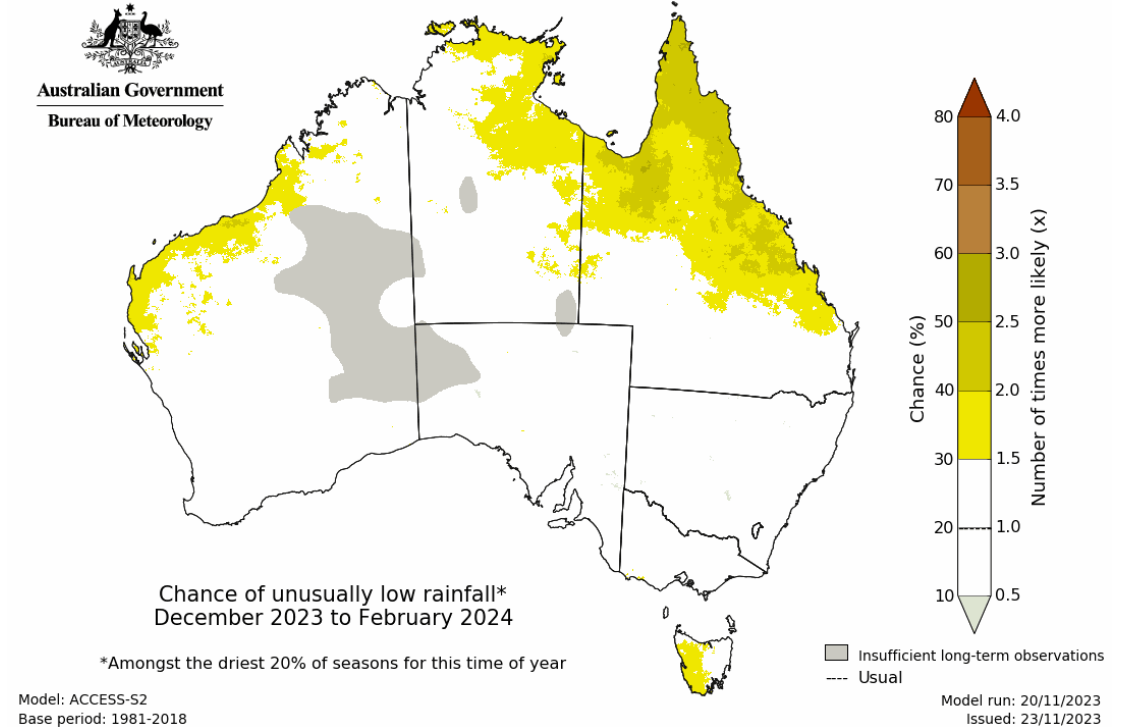 Australian Government
Bureau of Meteorology
80
4.0
70
3.5
60
3.0
50
2.5
40
2.0
30
1.5
20
1.0
10
0.5
Chance (%)
Number of times more likely (x)
Chance of unusually low rainfall*
December 2023 to February 2024
*Amongst the driest 20% of seasons for this time of year
Insufficient long-term observations
Usual
Model: ACCESS-S2
Base period: 1981-2018
Model run: 20/11/2023
Issued: 23/11/2023